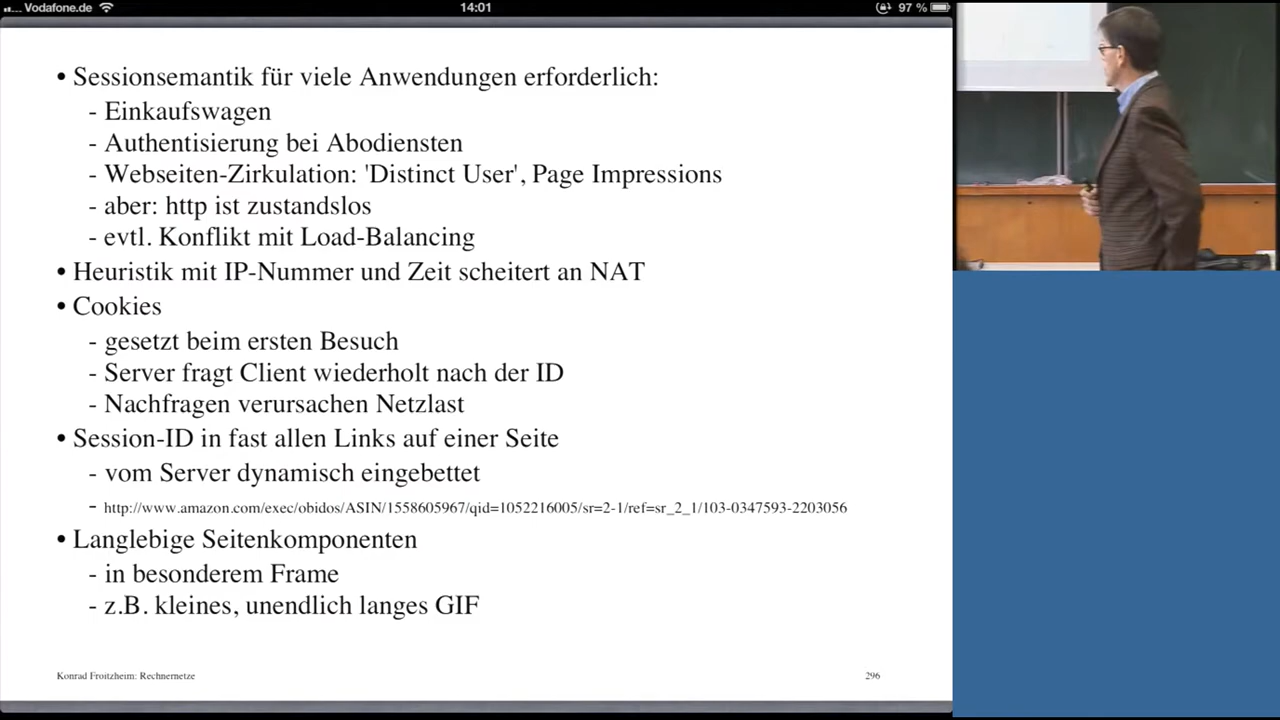 Vodafone.de
14:01
97 %
• Sessionsemantik für viele Anwendungen erforderlich:
- Einkaufswagen
- Authentisierung bei Abodiensten
- Webseiten-Zirkulation: 'Distinct User', Page Impressions
- aber: http ist zustandslos
- evtl. Konflikt mit Load-Balancing
• Heuristik mit IP-Nummer und Zeit scheitert an NAT
• Cookies
- gesetzt beim ersten Besuch
- Server fragt Client wiederholt nach der ID
- Nachfragen verursachen Netzlast
• Session-ID in fast allen Links auf einer Seite
- vom Server dynamisch eingebettet
- http://www.amazon.com/exec/obidos/ASIN/1558605967/qid=1052216005/sr=2-1/ref=sr_2_1/103-0347593-2203056
• Langlebige Seitenkomponenten
- in besonderem Frame
- z.B. kleines, unendlich langes GIF
Konrad Froitzheim: Rechnernetze
296